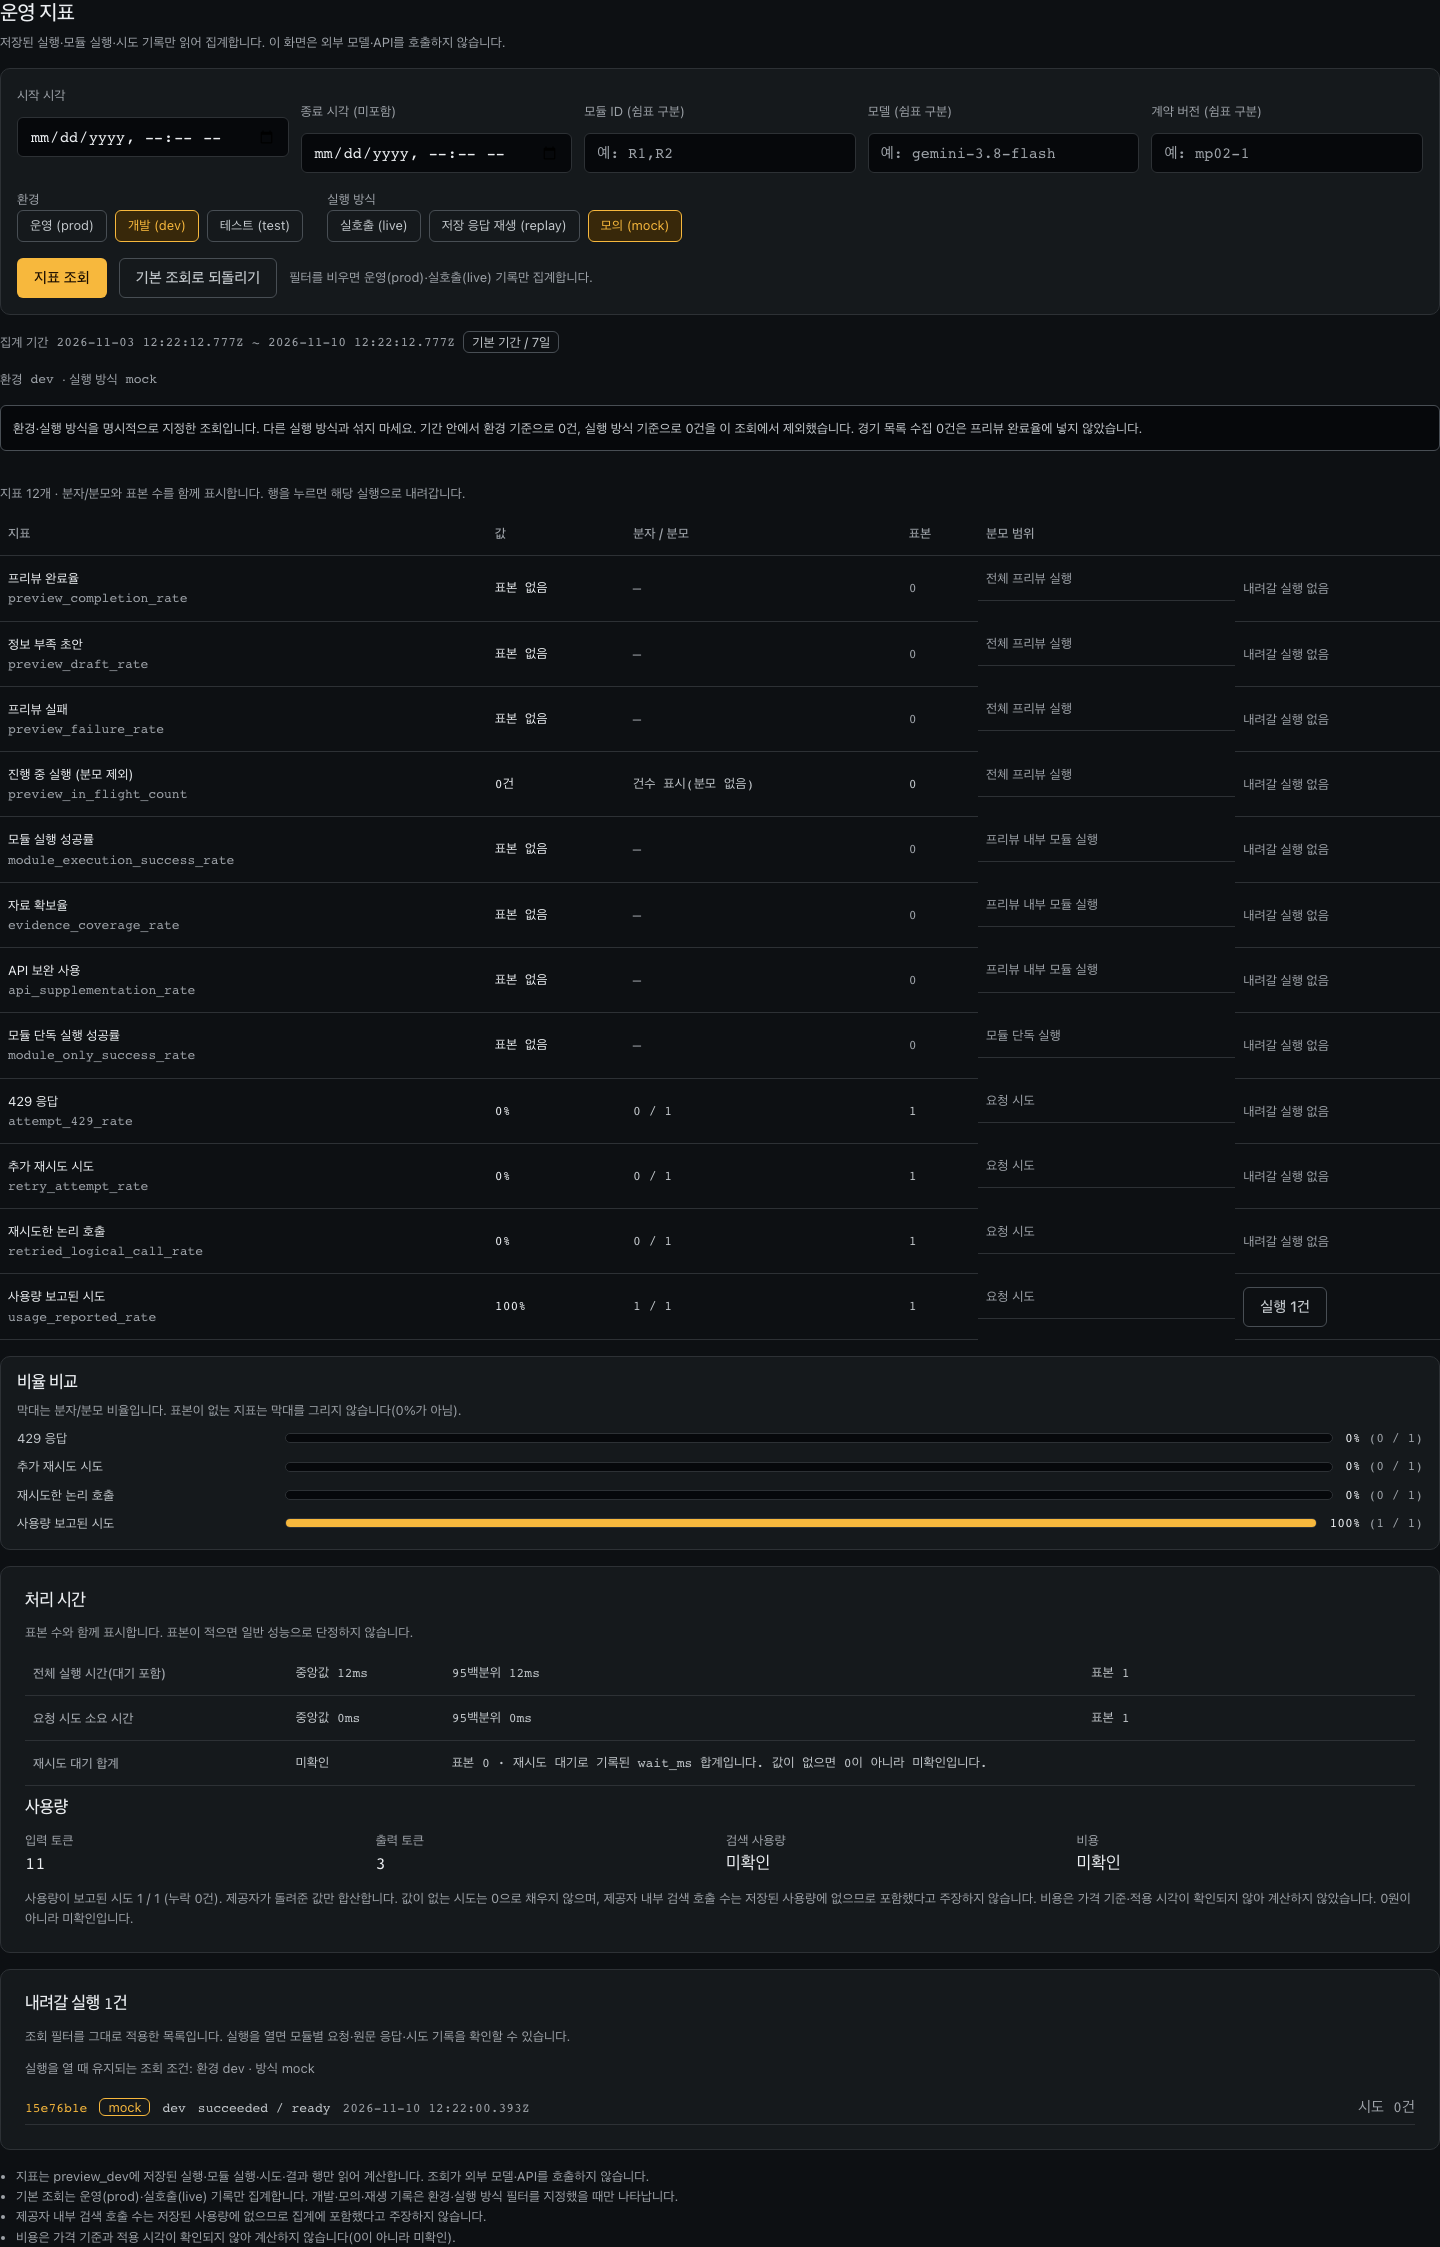 운영 지표
저장된 실행·모듈 실행·시도 기록만 읽어 집계합니다. 이 화면은 외부 모델·API를 호출하지 않습니다.
시작 시각
종료 시각 (미포함)
모듈 ID (쉼표 구분)
모델 (쉼표 구분)
계약 버전 (쉼표 구분)
mm/dd/yyyy, --:-- --
mm/dd/yyyy, --:-- --
예: R1,R2
예: gemini-3.8-flash
예: mp02-1
환경
실행 방식
운영 (prod)
개발 (dev)
테스트 (test)
실호출 (live)
저장 응답 재생 (replay)
모의 (mock)
지표 조회
기본 조회로 되돌리기
필터를 비우면 운영(prod)·실호출(live) 기록만 집계합니다.
집계 기간 2026-11-03 12:22:12.777Z ~ 2026-11-10 12:22:12.777Z 기본 기간 / 7일
환경 dev · 실행 방식 mock
환경·실행 방식을 명시적으로 지정한 조회입니다. 다른 실행 방식과 섞지 마세요. 기간 안에서 환경 기준으로 0건, 실행 방식 기준으로 0건을 이 조회에서 제외했습니다. 경기 목록 수집 0건은 프리뷰 완료율에 넣지 않았습니다.
지표 12개 · 분자/분모와 표본 수를 함께 표시합니다. 행을 누르면 해당 실행으로 내려갑니다.
지표 값 분자 / 분모 표본 분모 범위
프리뷰 완료율 표본 없음 — 0 전체 프리뷰 실행 내려갈 실행 없음
preview_completion_rate
정보 부족 초안 표본 없음 — 0 전체 프리뷰 실행 내려갈 실행 없음
preview_draft_rate
프리뷰 실패 표본 없음 — 0 전체 프리뷰 실행 내려갈 실행 없음
preview_failure_rate
진행 중 실행 (분모 제외) 0건 건수 표시(분모 없음) 0 전체 프리뷰 실행 내려갈 실행 없음
preview_in_flight_count
모듈 실행 성공률 표본 없음 — 0 프리뷰 내부 모듈 실행 내려갈 실행 없음
module_execution_success_rate
자료 확보율 표본 없음 — 0 프리뷰 내부 모듈 실행 내려갈 실행 없음
evidence_coverage_rate
API 보완 사용 표본 없음 — 0 프리뷰 내부 모듈 실행 내려갈 실행 없음
api_supplementation_rate
모듈 단독 실행 성공률 표본 없음 — 0 모듈 단독 실행 내려갈 실행 없음
module_only_success_rate
429 응답 0% 0 / 1 1 요청 시도 내려갈 실행 없음
attempt_429_rate
추가 재시도 시도 0% 0 / 1 1 요청 시도 내려갈 실행 없음
retry_attempt_rate
재시도한 논리 호출 0% 0 / 1 1 요청 시도 내려갈 실행 없음
retried_logical_call_rate
사용량 보고된 시도 100% 1 / 1 1 요청 시도 실행 1건
usage_reported_rate
비율 비교
막대는 분자/분모 비율입니다. 표본이 없는 지표는 막대를 그리지 않습니다(0%가 아님).
429 응답 0% (0 / 1)
추가 재시도 시도 0% (0 / 1)
재시도한 논리 호출 0% (0 / 1)
사용량 보고된 시도 100% (1 / 1)
처리 시간
표본 수와 함께 표시합니다. 표본이 적으면 일반 성능으로 단정하지 않습니다.
전체 실행 시간(대기 포함) 중앙값 12ms 95백분위 12ms 표본 1
요청 시도 소요 시간 중앙값 0ms 95백분위 0ms 표본 1
재시도 대기 합계 미확인 표본 0 · 재시도 대기로 기록된 wait_ms 합계입니다. 값이 없으면 0이 아니라 미확인입니다.
사용량
입력 토큰 출력 토큰 검색 사용량 비용
11 3 미확인 미확인
사용량이 보고된 시도 1 / 1 (누락 0건). 제공자가 돌려준 값만 합산합니다. 값이 없는 시도는 0으로 채우지 않으며, 제공자 내부 검색 호출 수는 저장된 사용량에 없으므로 포함했다고 주장하지 않습니다. 비용은 가격 기준·적용 시각이 확인되지 않아 계산하지 않았습니다. 0원이
아니라 미확인입니다.
내려갈 실행 1건
조회 필터를 그대로 적용한 목록입니다. 실행을 열면 모듈별 요청·원문 응답·시도 기록을 확인할 수 있습니다.
실행을 열 때 유지되는 조회 조건: 환경 dev · 방식 mock
15e76b1e mock dev succeeded / ready 2026-11-10 12:22:00.393Z 시도 0건
• 지표는 preview_dev에 저장된 실행·모듈 실행·시도·결과 행만 읽어 계산합니다. 조회가 외부 모델·API를 호출하지 않습니다.
• 기본 조회는 운영(prod)·실호출(live) 기록만 집계합니다. 개발·모의·재생 기록은 환경·실행 방식 필터를 지정했을 때만 나타납니다.
• 제공자 내부 검색 호출 수는 저장된 사용량에 없으므로 집계에 포함했다고 주장하지 않습니다.
• 비용은 가격 기준과 적용 시각이 확인되지 않아 계산하지 않습니다(0이 아니라 미확인).